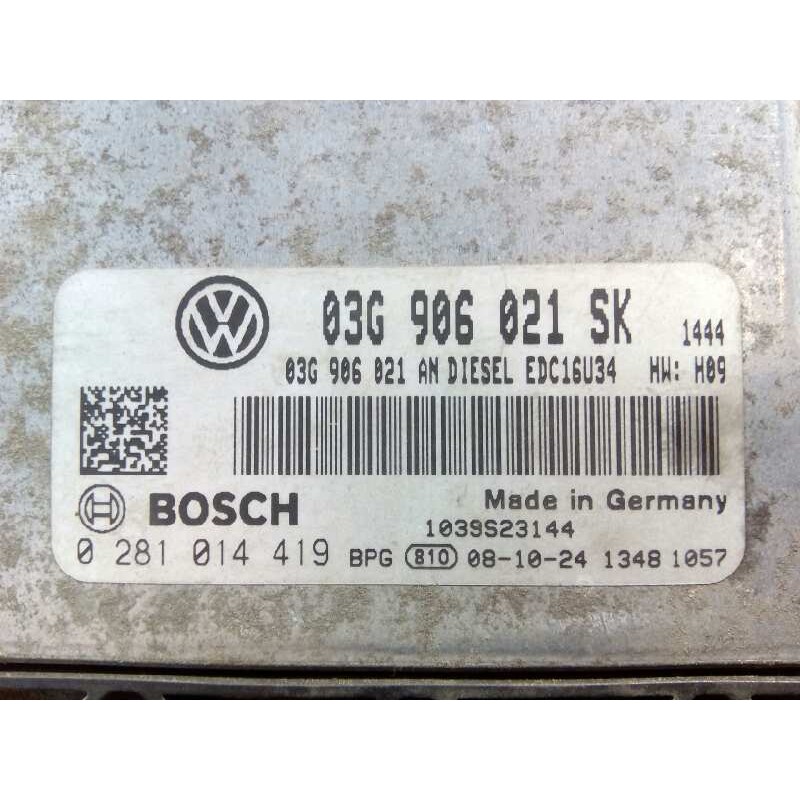 03G 906 021 SK 1444
03G 906 021 AN DIESEL EDC16U34 HW: H09
BOSCH Made in Germany
1039S23144
0 281 014 419 BPG 810 08-10-24 1348 1057